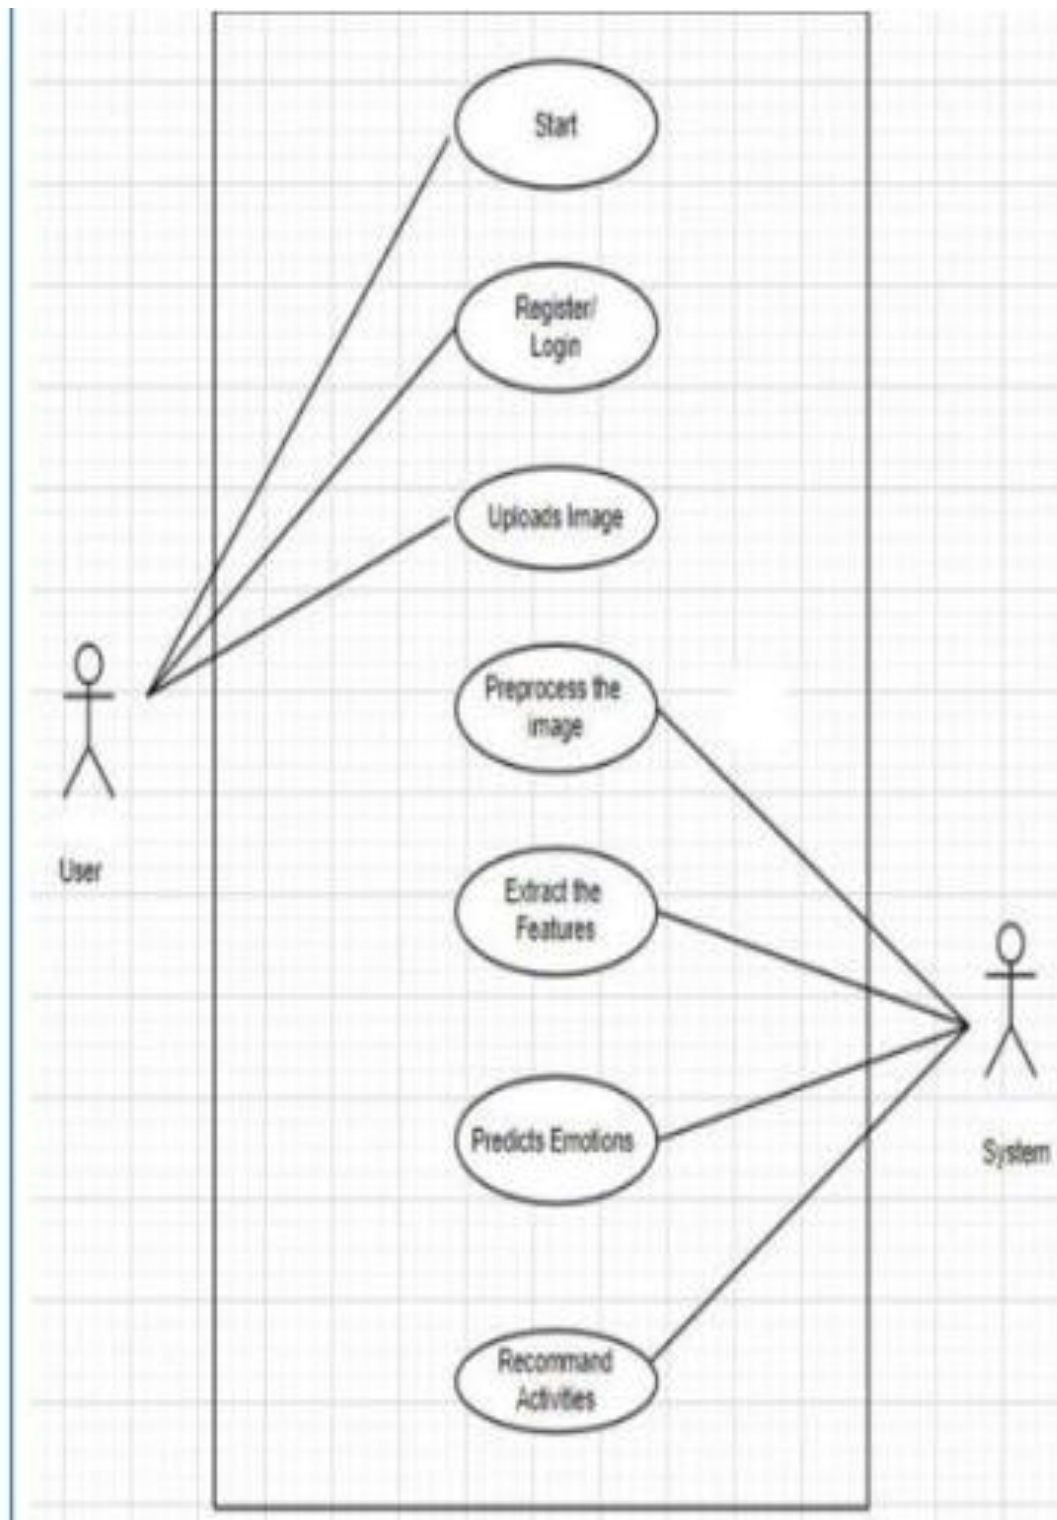 Start
Register/
Login
Uploads Image
Preprocess the
image
User
Extract the
Features
Predicts Emotions
System
Recommand
Activities